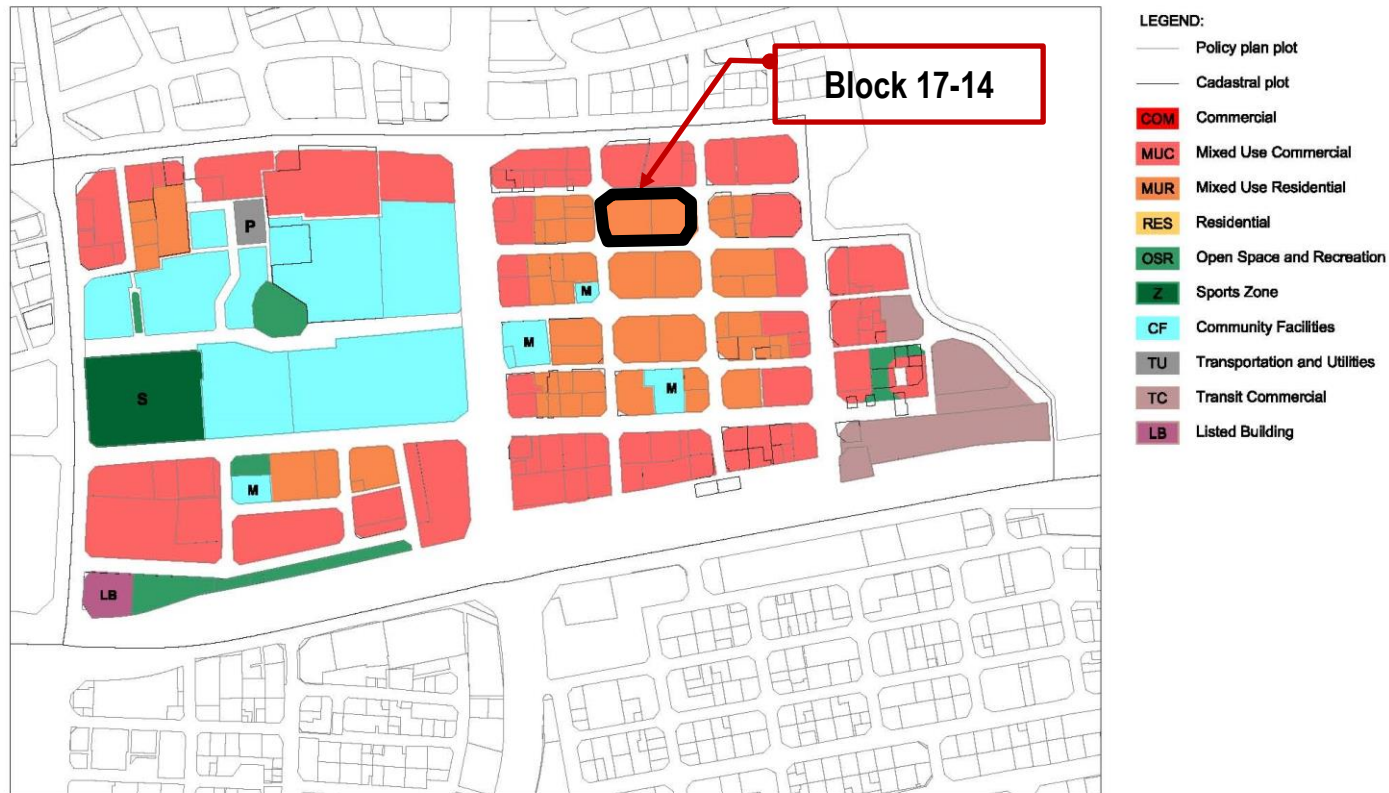 Block 17-14
P
M
M
S
M
M
LB
LEGEND:
Policy plan plot
Cadastral plot
COM Commercial
MUC Mixed Use Commercial
MUR Mixed Use Residential
RES Residential
OSR Open Space and Recreation
Z Sports Zone
CF Community Facilities
TU Transportation and Utilities
TC Transit Commercial
LB Listed Building